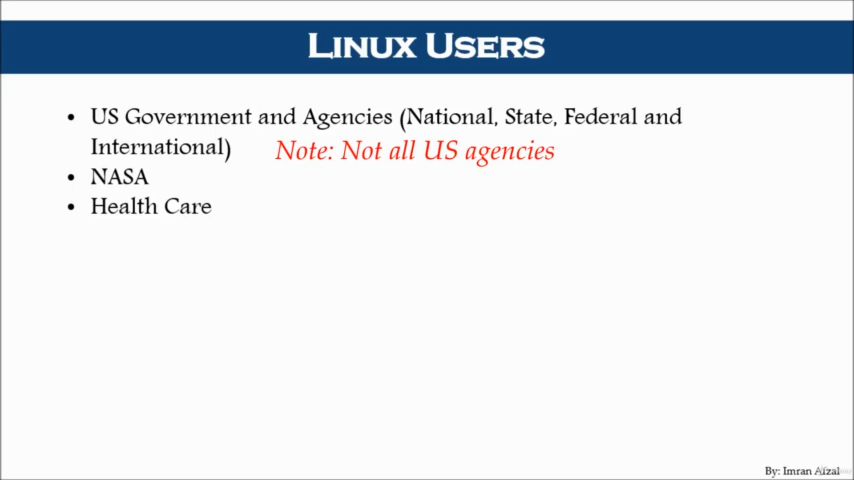 LINUX USERS
• US Government and Agencies (National, State, Federal and
International) Note: Not all US agencies
• NASA
• Health Care
By: Imran Afzal